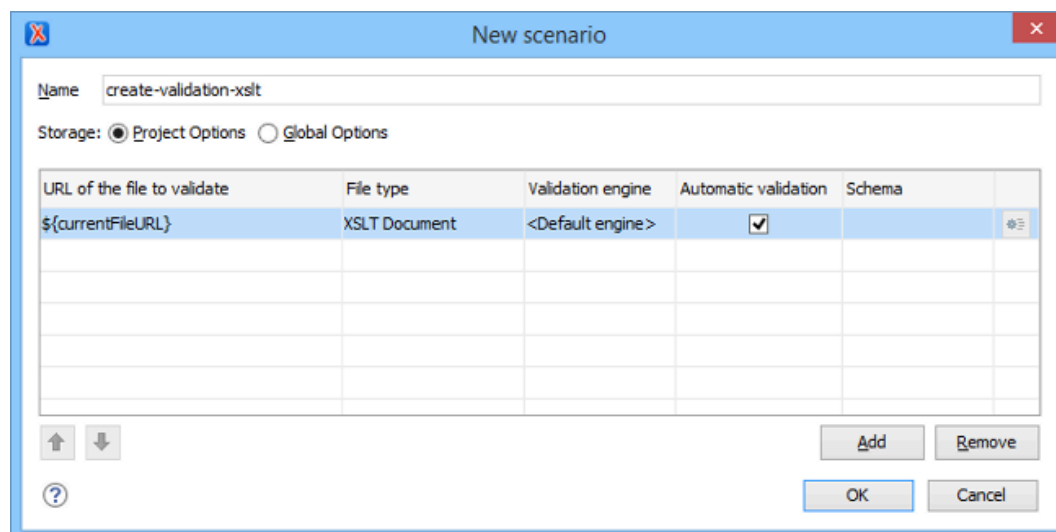 New scenario
Name create-validation-xslt
Storage: Project Options Global Options
URL of the file to validate File type Validation engine Automatic validation Schema
${currentFileURL} XSLT Document <Default engine>
Add Remove
OK Cancel